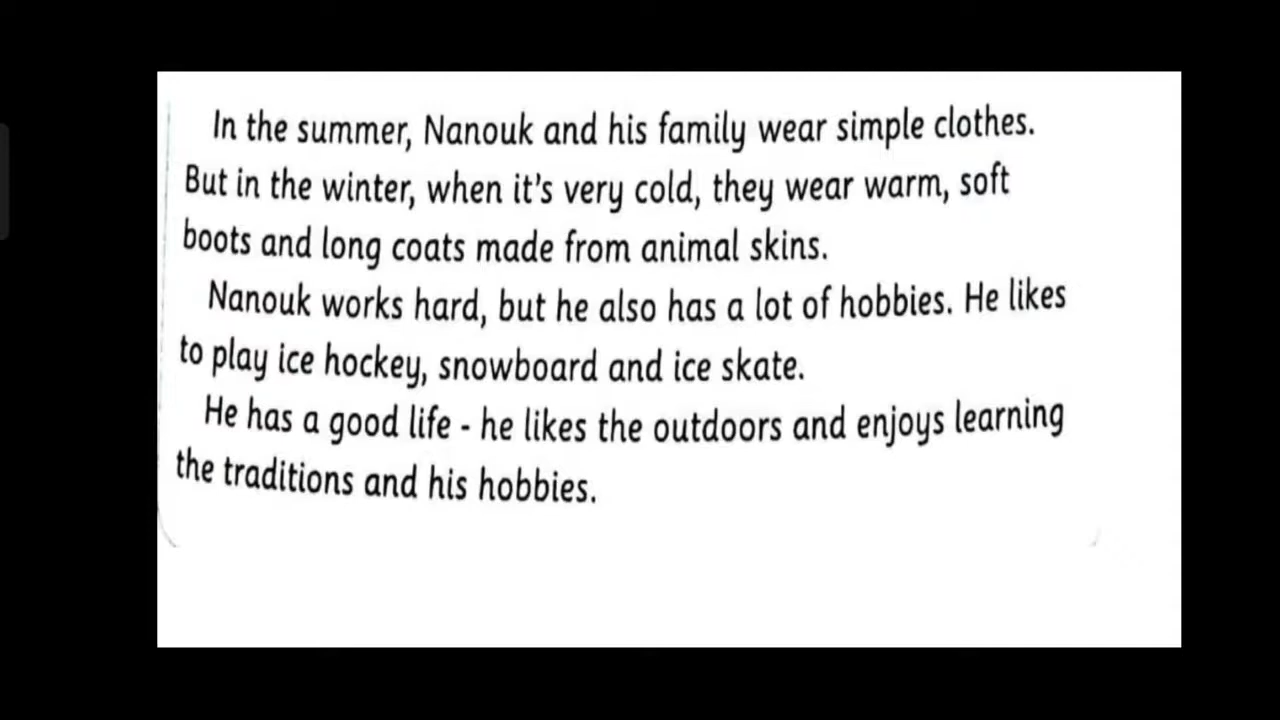 In the summer, Nanouk and his family wear simple clothes.
But in the winter, when it's very cold, they wear warm, soft
boots and long coats made from animal skins.
Nanouk works hard, but he also has a lot of hobbies. He likes
to play ice hockey, snowboard and ice skate.
He has a good life - he likes the outdoors and enjoys learning
the traditions and his hobbies.